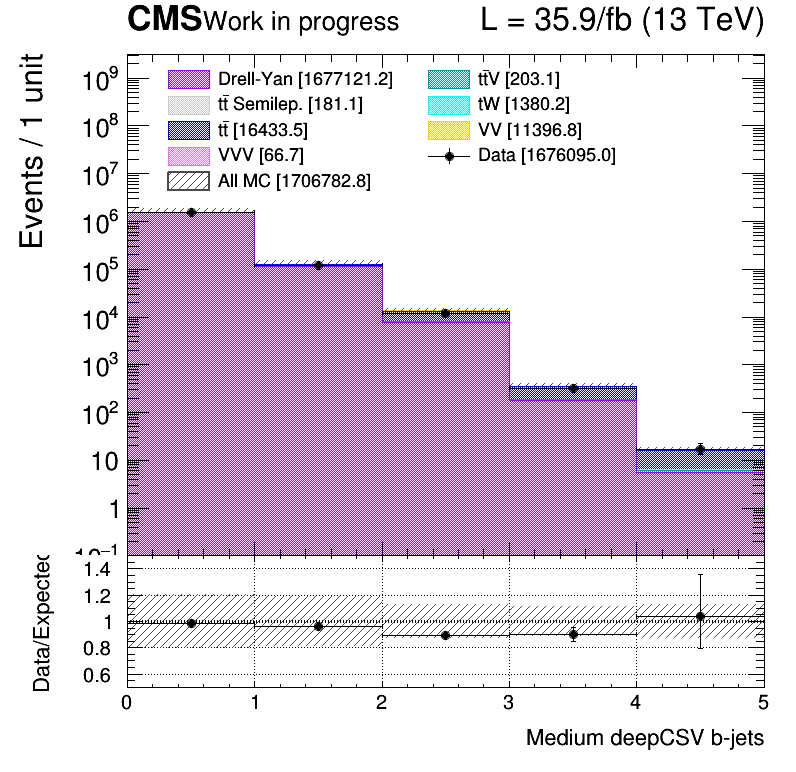 CMS Work in progress L = 35.9/fb (13 TeV)
Events / 1 unit
Drell-Yan [1677121.2]
tt̄ Semilep. [181.1]
tt̄ [16433.5]
VVV [66.7]
All MC [1706782.8]
tt̄V [203.1]
tW [1380.2]
VV [11396.8]
Data [1676095.0]
10⁹
10⁸
10⁷
10⁶
10⁵
10⁴
10³
10²
10
1
10⁻¹
Data/Expected
1.4
1.2
1
0.8
0.6
0 1 2 3 4 5
Medium deepCSV b-jets